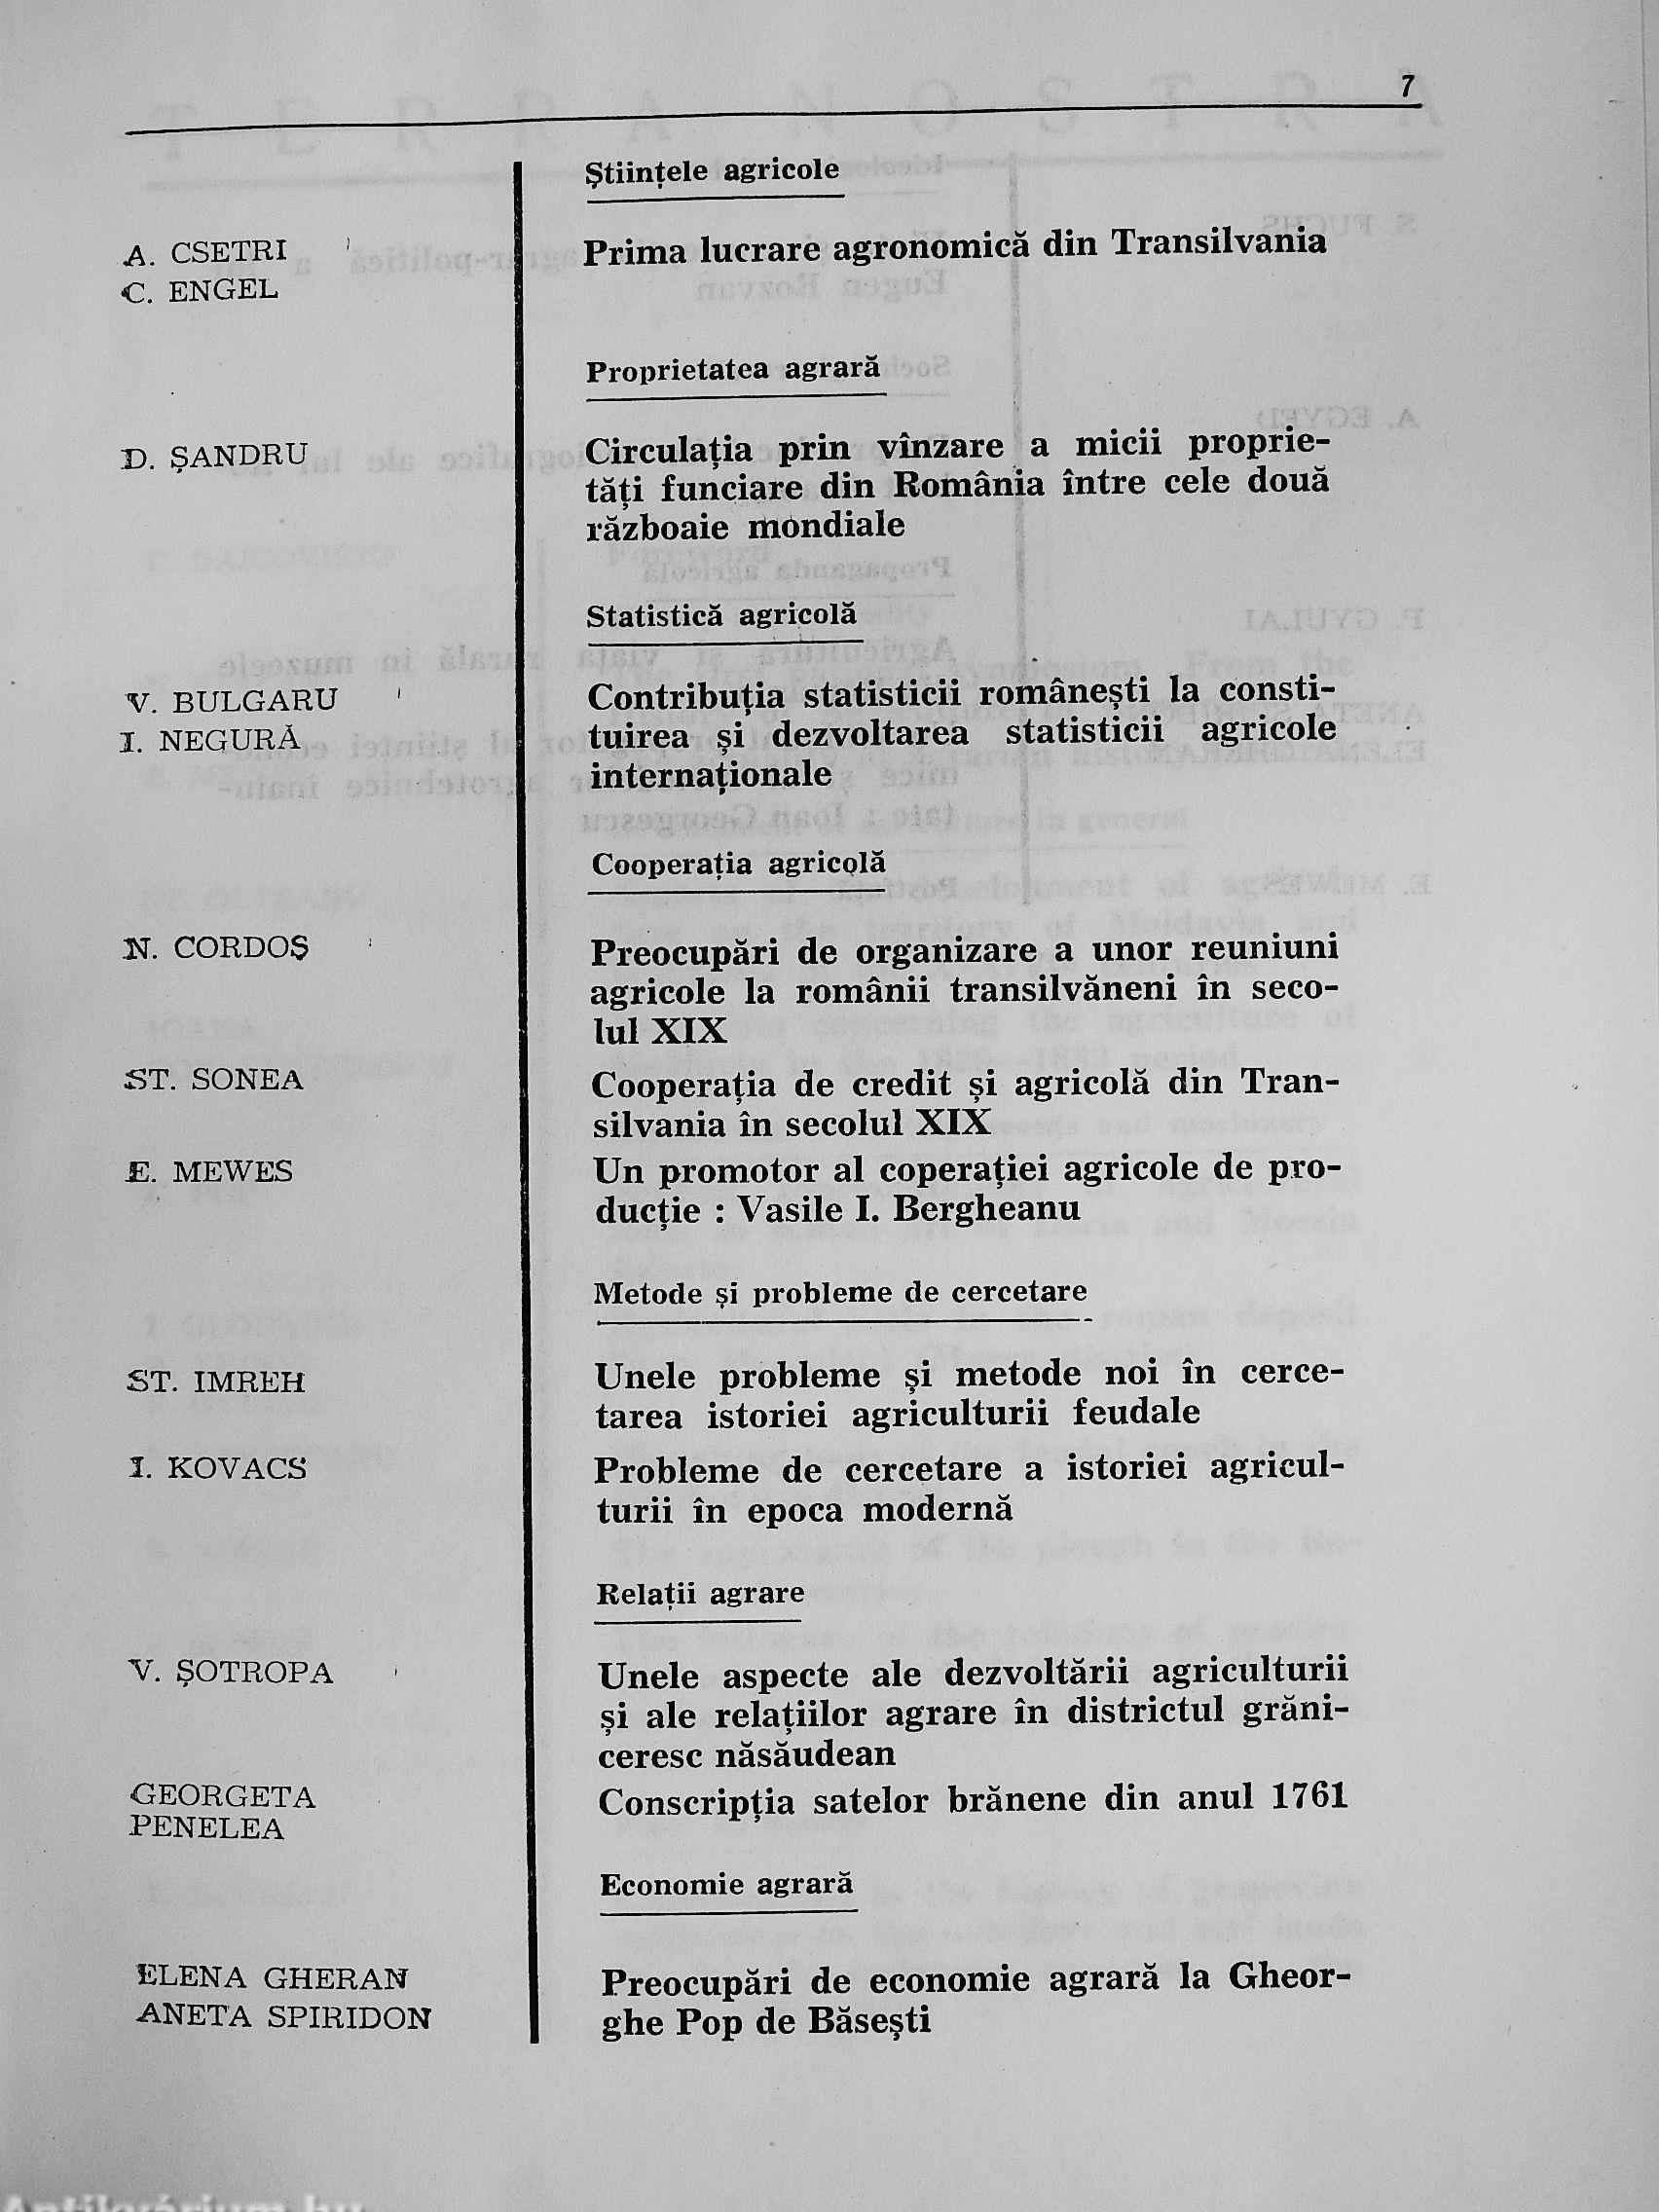 7
Științele agricole
A. CSETRI
C. ENGEL
Prima lucrare agronomică din Transilvania
Proprietatea agrară
D. ȘANDRU
Circulația prin vînzare a micii proprie-
tăți funciare din România între cele două
războaie mondiale
Statistică agricolă
V. BULGARU
I. NEGURĂ
Contribuția statisticii românești la consti-
tuirea și dezvoltarea statisticii agricole
internaționale
Cooperația agricolă
N. CORDOȘ
Preocupări de organizare a unor reuniuni
agricole la românii transilvăneni în seco-
lul XIX
ST. SONEA
Cooperația de credit și agricolă din Tran-
silvania în secolul XIX
E. MEWES
Un promotor al coperației agricole de pro-
ducție : Vasile I. Bergheanu
Metode și probleme de cercetare
ST. IMREH
Unele probleme și metode noi în cerce-
tarea istoriei agriculturii feudale
I. KOVACS
Probleme de cercetare a istoriei agricul-
turii în epoca modernă
Relații agrare
V. ȘOTROPA
Unele aspecte ale dezvoltării agriculturii
și ale relațiilor agrare în districtul grăni-
ceresc năsăudean
GEORGETA
PENELEA
Conscripția satelor brănene din anul 1761
Economie agrară
ELENA GHERAN
ANETA SPIRIDON
Preocupări de economie agrară la Gheor-
ghe Pop de Băsești